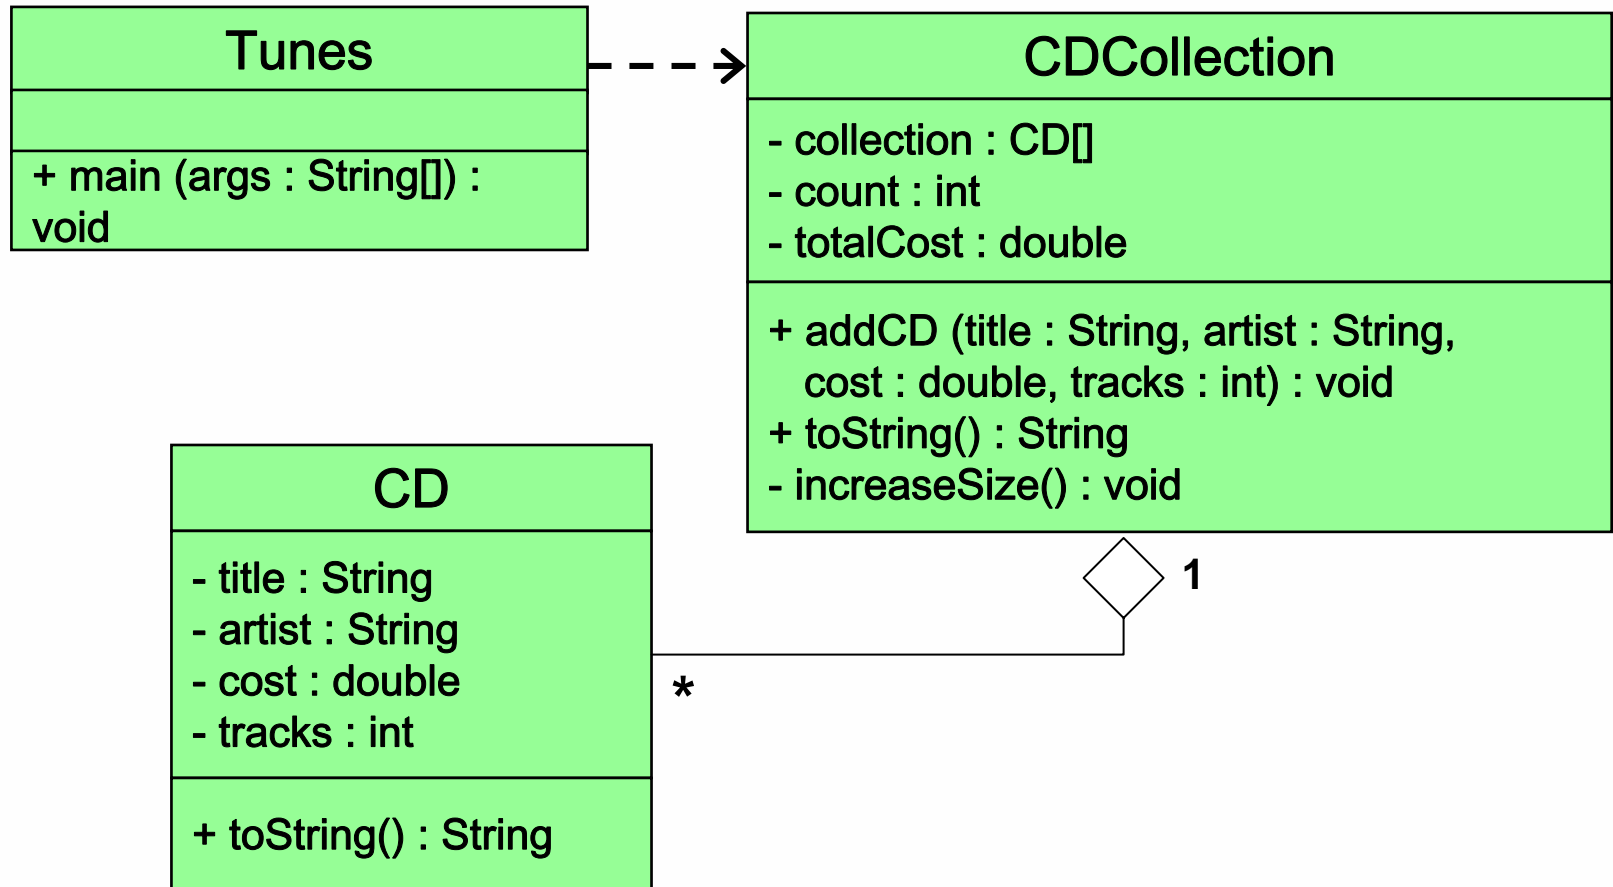 Tunes
+ main (args : String[]) :
void
CDCollection
- collection : CD[]
- count : int
- totalCost : double
+ addCD (title : String, artist : String,
cost : double, tracks : int) : void
+ toString() : String
- increaseSize() : void
1
*
CD
- title : String
- artist : String
- cost : double
- tracks : int
+ toString() : String